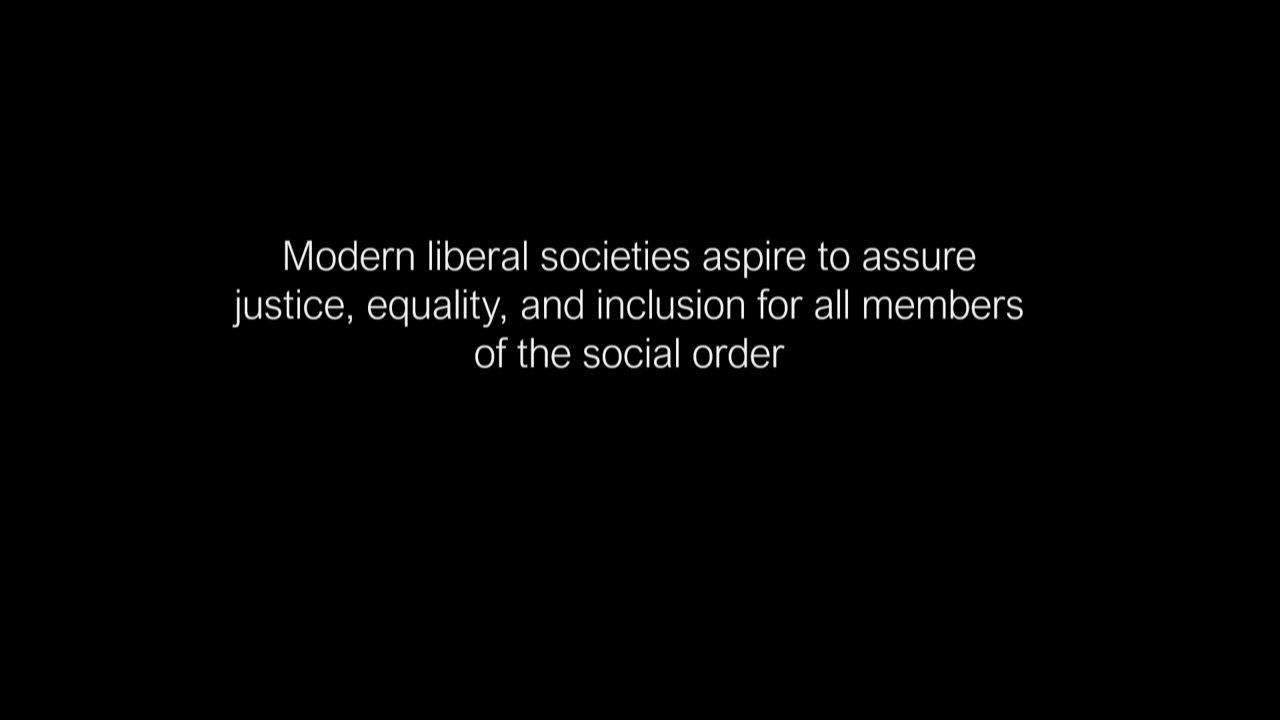 Modern liberal societies aspire to assure
justice, equality, and inclusion for all members
of the social order